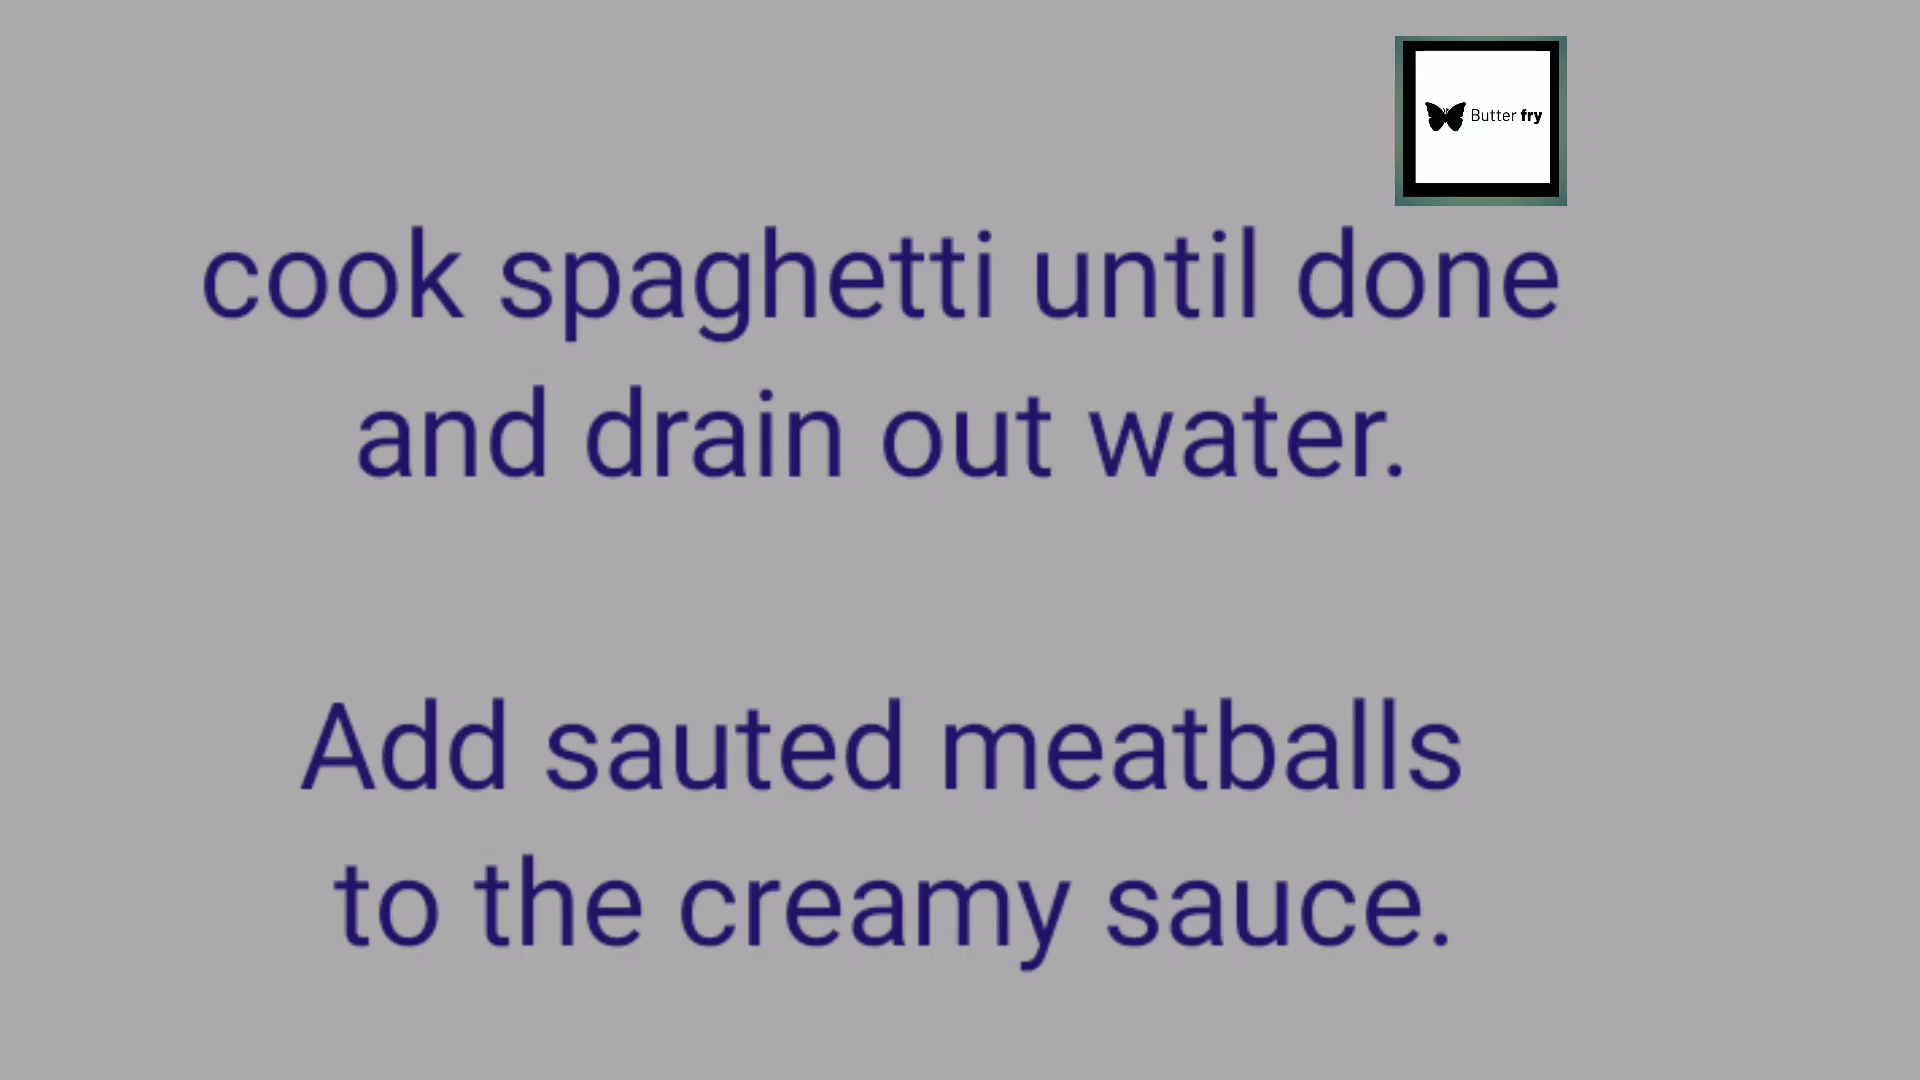 Butter fry
cook spaghetti until done
and drain out water.
Add sauted meatballs
to the creamy sauce.